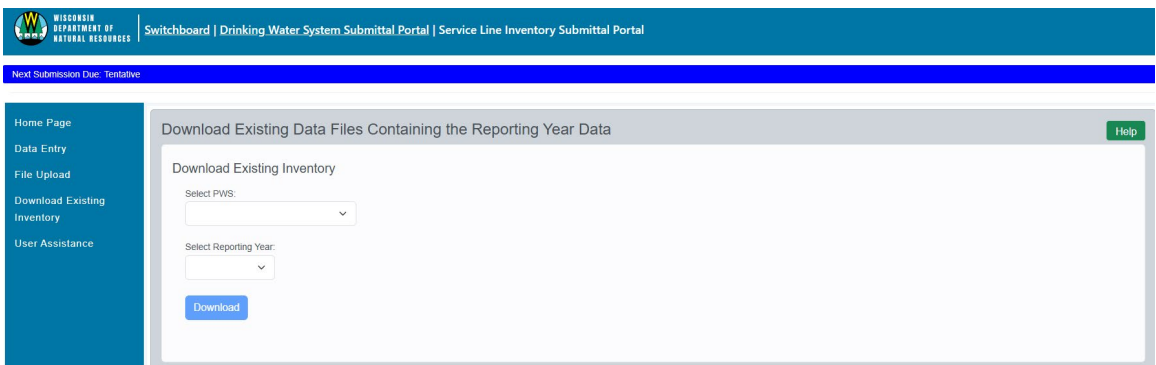 WISCONSIN
DEPARTMENT OF
NATURAL RESOURCES
Switchboard | Drinking Water System Submittal Portal | Service Line Inventory Submittal Portal
Next Submission Due: Tentative
Home Page
Data Entry
File Upload
Download Existing
Inventory
User Assistance
Download Existing Data Files Containing the Reporting Year Data
Help
Download Existing Inventory
Select PWS:
Select Reporting Year:
Download